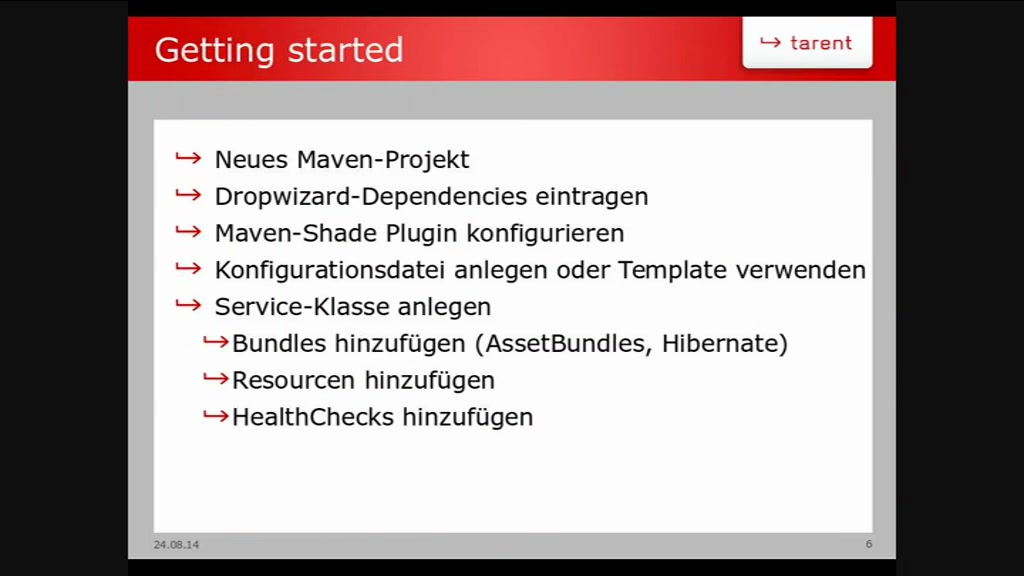 Getting started
tarent
Neues Maven-Projekt
Dropwizard-Dependencies eintragen
Maven-Shade Plugin konfigurieren
Konfigurationsdatei anlegen oder Template verwenden
Service-Klasse anlegen
Bundles hinzufügen (AssetBundles, Hibernate)
Resourcen hinzufügen
HealthChecks hinzufügen
24.08.14
6